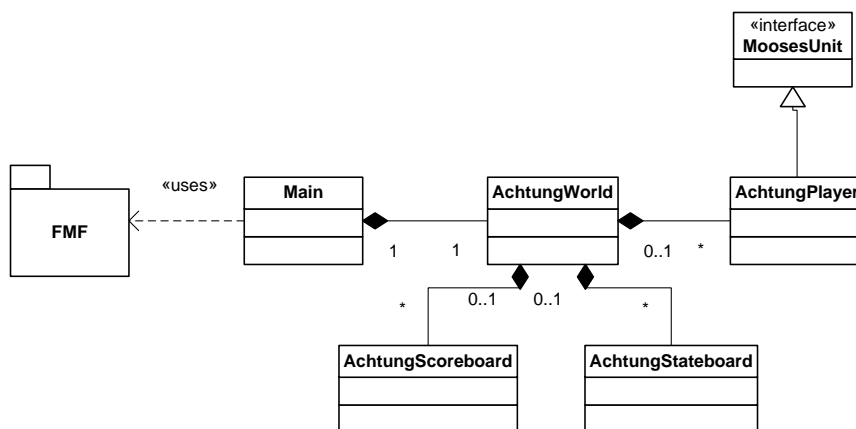 «interface»
MoosesUnit
«uses»
Main
AchtungWorld
AchtungPlayer
FMF
1
1
0..1
*
0..1
0..1
*
*
AchtungScoreboard
AchtungStateboard